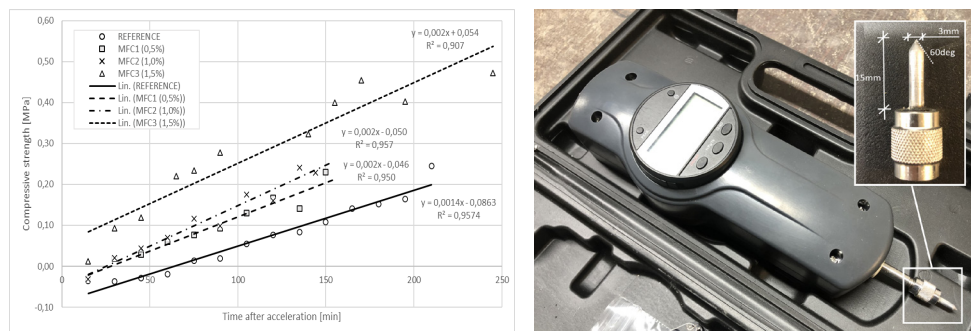 0,60
0,50
0,40
0,30
0,20
0,10
0,00
-0,10
Compressive strength [MPa]
REFERENCE
MFC1 (0,5%)
MFC2 (1,0%)
MFC3 (1,5%)
Lin. (REFERENCE)
Lin. (MFC1 (0,5%))
Lin. (MFC2 (1,0%))
Lin. (MFC3 (1,5%))
y = 0,002x + 0,054
R² = 0,907
y = 0,002x - 0,050
R² = 0,957
y = 0,002x - 0,046
R² = 0,950
y = 0,0014x - 0,0863
R² = 0,9574
0 50 100 150 200 250
Time after acceleration [min]
3mm
60deg
15mm